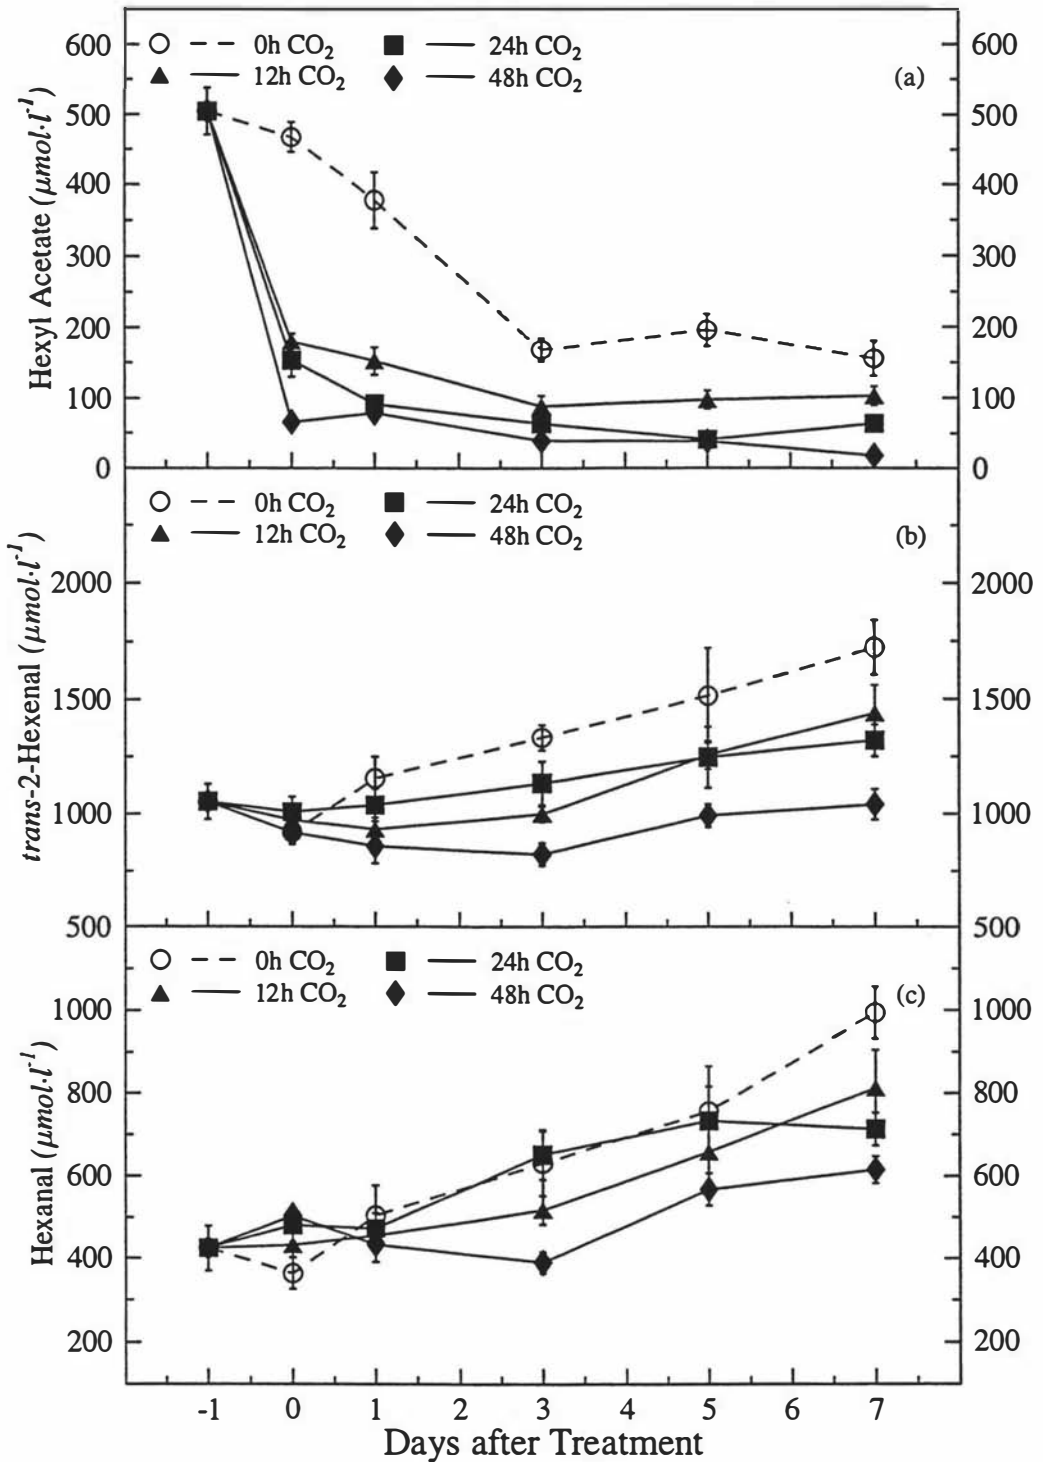 0h CO₂ 24h CO₂
12h CO₂ 48h CO₂
(a)
Hexyl Acetate (μmol·l⁻¹)
600 600
500 500
400 400
300 300
200 200
100 100
0 0
0h CO₂ 24h CO₂
12h CO₂ 48h CO₂
(b)
trans-2-Hexenal (μmol·l⁻¹)
2000 2000
1500 1500
1000 1000
500 500
0h CO₂ 24h CO₂
12h CO₂ 48h CO₂
(c)
Hexanal (μmol·l⁻¹)
1000 1000
800 800
600 600
400 400
200 200
-1 0 1 2 3 4 5 6 7
Days after Treatment